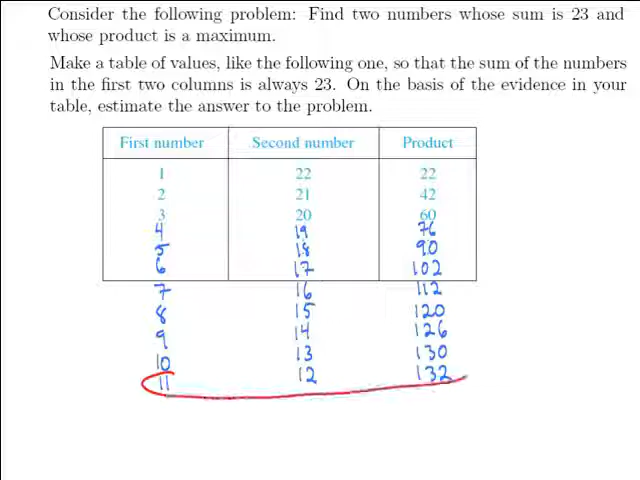 Consider the following problem: Find two numbers whose sum is 23 and
whose product is a maximum.
Make a table of values, like the following one, so that the sum of the numbers
in the first two columns is always 23. On the basis of the evidence in your
table, estimate the answer to the problem.
First number Second number Product
1 22 22
2 21 42
3 20 60
4 19 76
5 18 90
6 17 102
7 16 112
8 15 120
9 14 126
10 13 130
11 12 132